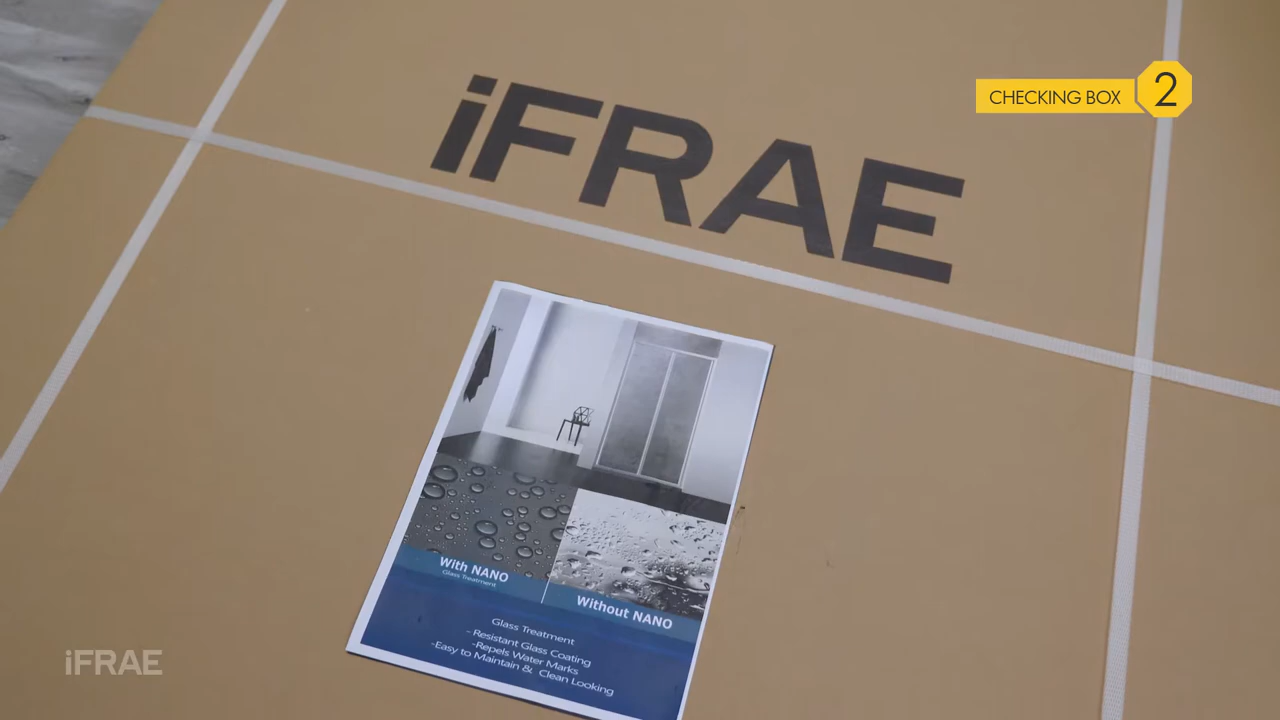 CHECKING BOX 2
iFRAE
With NANO
Glass Treatment
Without NANO
Glass Treatment
- Resistant Glass Coating
-Repels Water Marks
-Easy to Maintain & Clean Looking
iFRAE